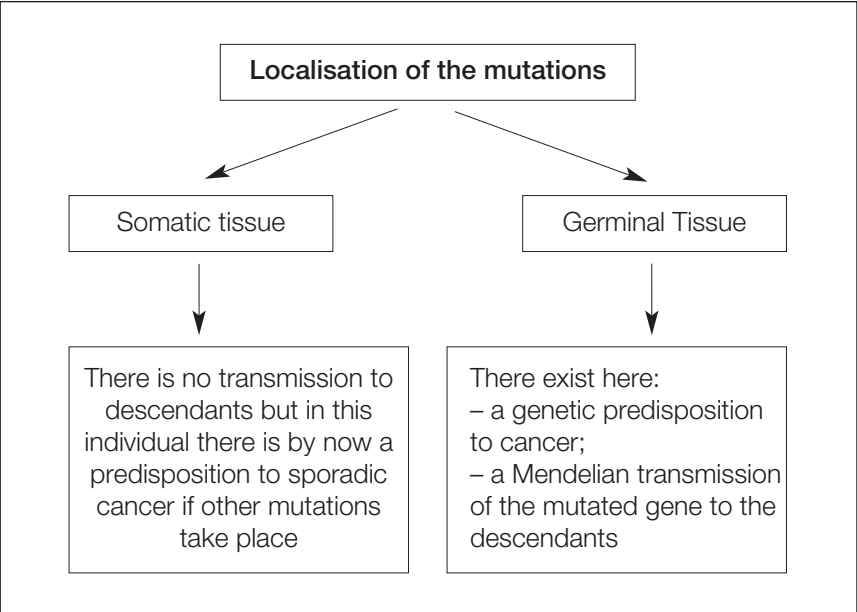 Localisation of the mutations
Somatic tissue
Germinal Tissue
There is no transmission to
descendants but in this
individual there is by now a
predisposition to sporadic
cancer if other mutations
take place
There exist here:
– a genetic predisposition
to cancer;
– a Mendelian transmission
of the mutated gene to the
descendants